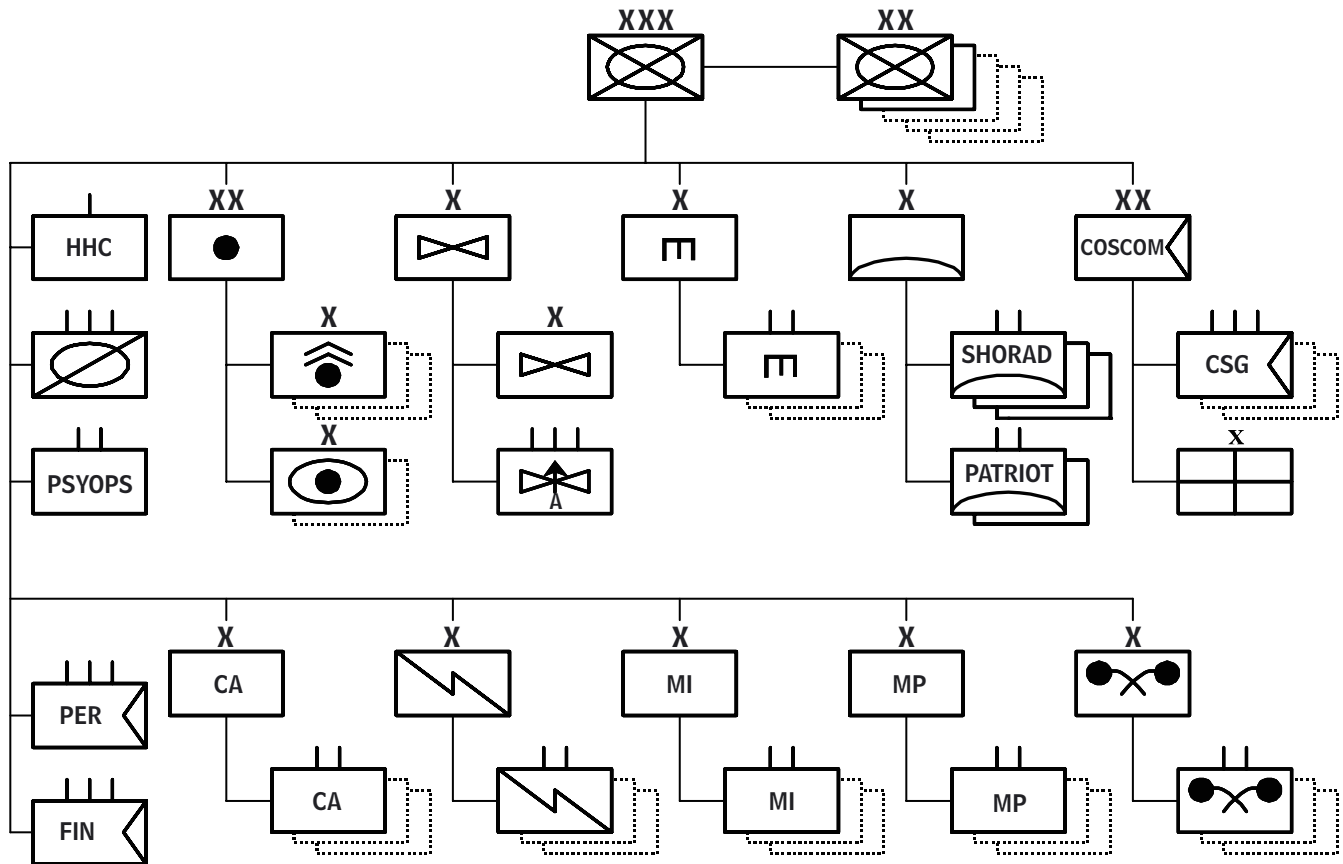 XXX XX
XX X X X XX
HHC COSCOM
X X
SHORAD CSG
X X
PSYOPS A PATRIOT
X X X X X
CA MI MP
PER
CA MI MP
FIN